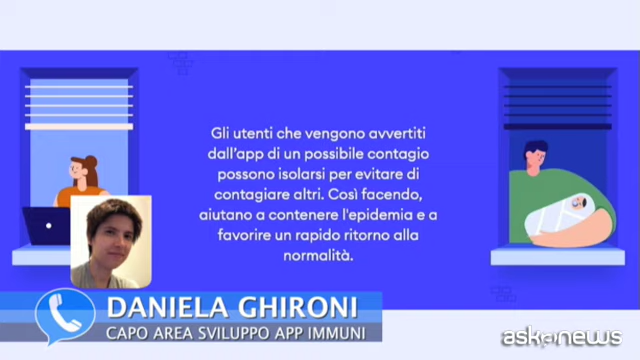 Gli utenti che vengono avvertiti
dall'app di un possibile contagio
possono isolarsi per evitare di
contagiare altri. Così facendo,
aiutano a contenere l'epidemia e a
favorire un rapido ritorno alla
normalità.
DANIELA GHIRONI
CAPO AREA SVILUPPO APP IMMUNI
askanews